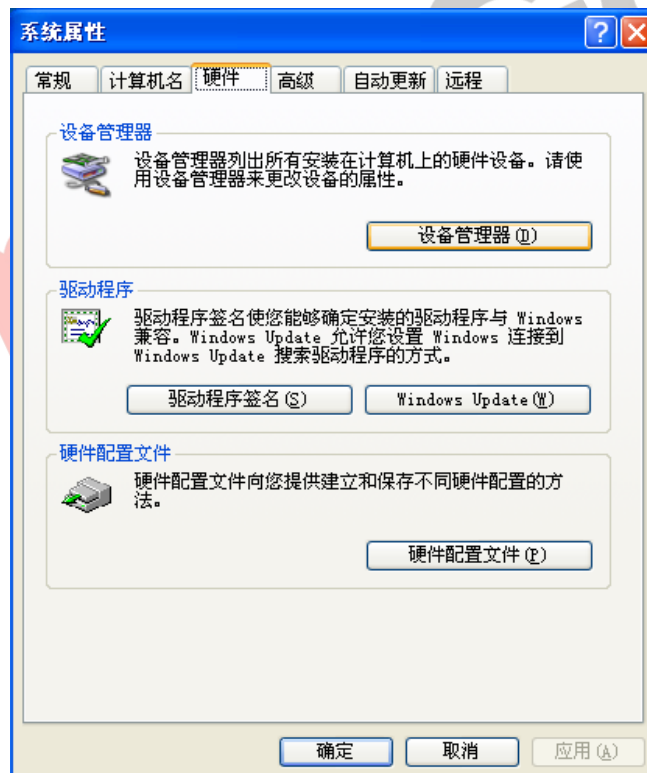 系统属性
常规 计算机名 硬件 高级 自动更新 远程
设备管理器
设备管理器列出所有安装在计算机上的硬件设备。请使
用设备管理器来更改设备的属性。
设备管理器(D)
驱动程序
驱动程序签名使您能够确定安装的驱动程序与 Windows
兼容。Windows Update 允许您设置 Windows 连接到
Windows Update 搜索驱动程序的方式。
驱动程序签名(S) Windows Update(W)
硬件配置文件
硬件配置文件向您提供建立和保存不同硬件配置的方
法。
硬件配置文件(P)
确定 取消 应用(A)